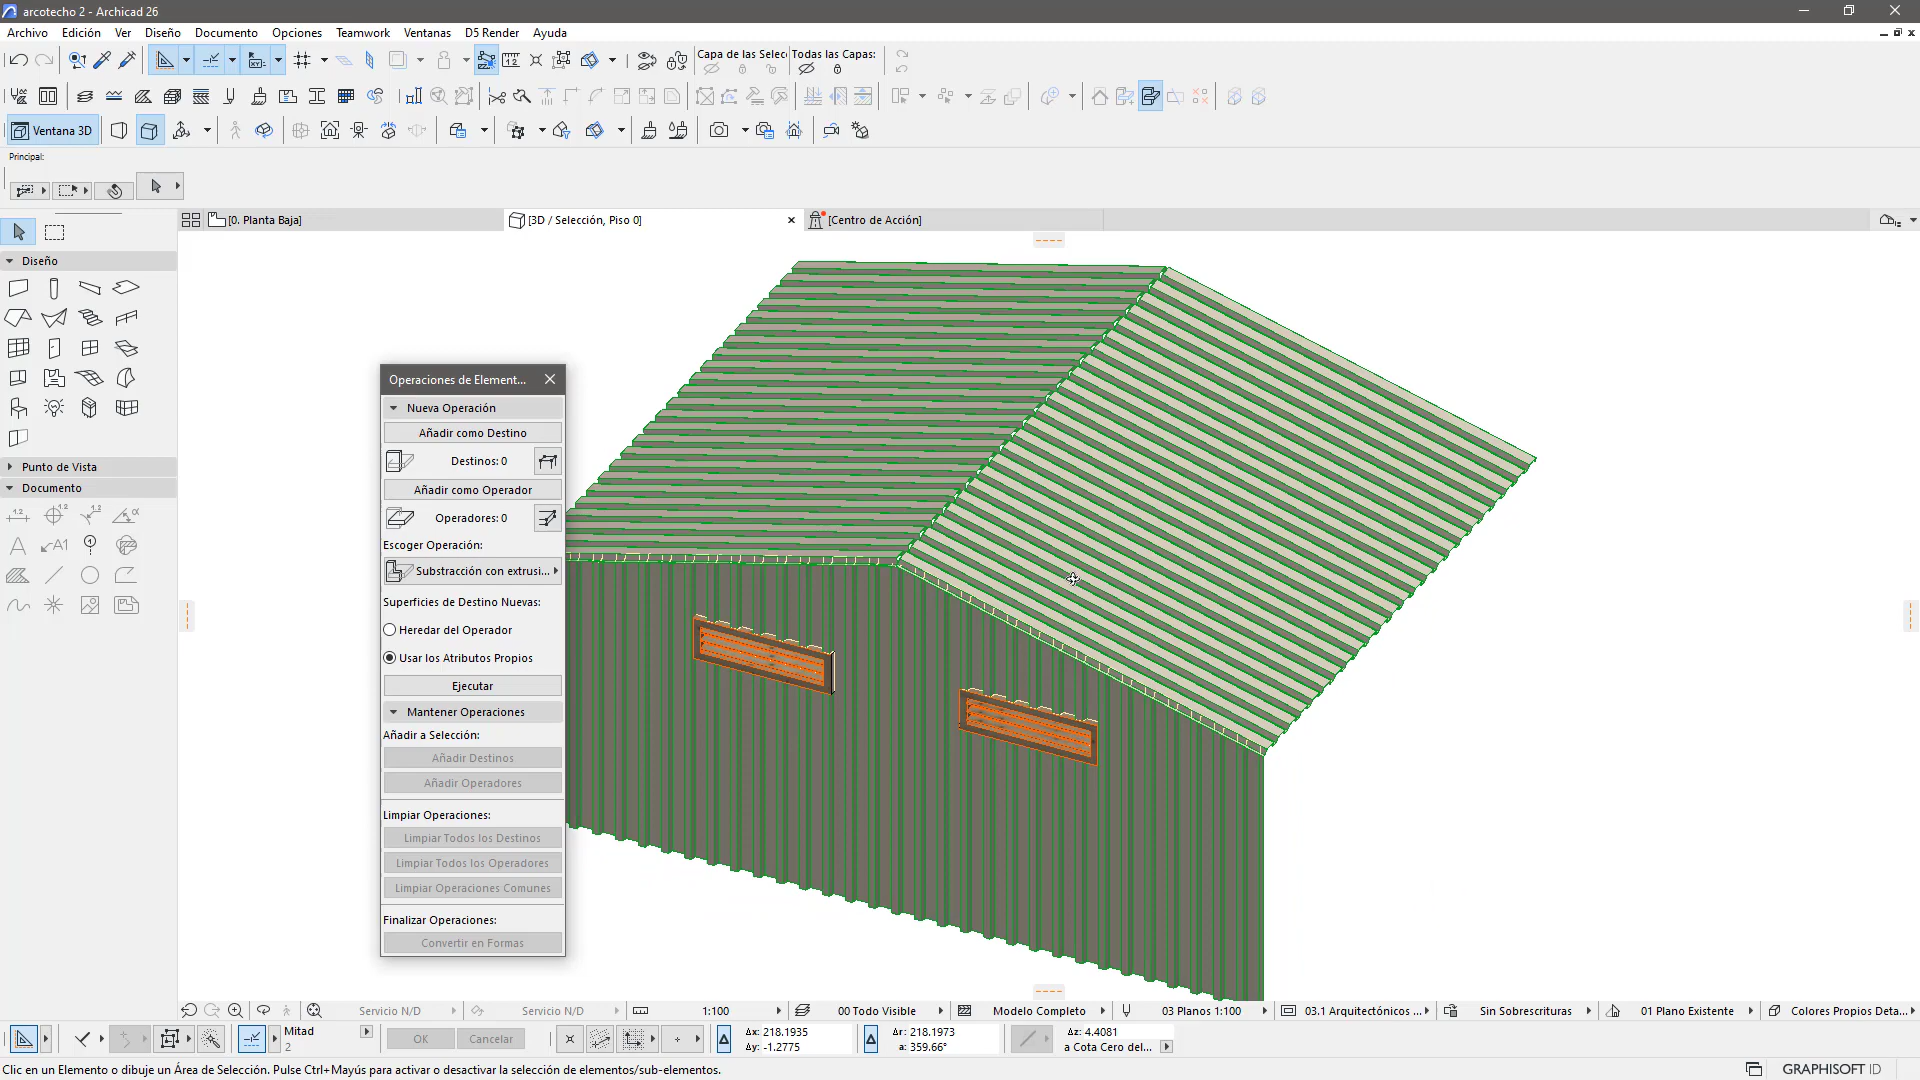 arcotecho 2 - Archicad 26
Archivo Edición Ver Diseño Documento Opciones Teamwork Ventanas D5 Render Ayuda
Capa de las Selec Todas las Capas:
Ventana 3D
Principal:
[0. Planta Baja] [3D / Selección, Piso 0] [Centro de Acción]
Diseño
Punto de Vista
Documento
Operaciones de Element...
Nueva Operación
Añadir como Destino
Destinos: 0
Añadir como Operador
Operadores: 0
Escoger Operación:
Substracción con extrusi...
Superficies de Destino Nuevas:
Heredar del Operador
Usar los Atributos Propios
Ejecutar
Mantener Operaciones
Añadir a Selección:
Añadir Destinos
Añadir Operadores
Limpiar Operaciones:
Limpiar Todos los Destinos
Limpiar Todos los Operadores
Limpiar Operaciones Comunes
Finalizar Operaciones:
Convertir en Formas
Servicio N/D Servicio N/D 1:100 00 Todo Visible Modelo Completo 03 Planos 1:100 03.1 Arquitectónicos ... Sin Sobrescrituras 01 Plano Existente Colores Propios Deta...
Mitad
2
OK Cancelar
Δx: 218.1935 Δr: 218.1973 Δz: 4.4081
Δy: -1.2775 a: 359.66° a Cota Cero del...
Clic en un Elemento o dibuje un Área de Selección. Pulse Ctrl+Mayús para activar o desactivar la selección de elementos/sub-elementos.
GRAPHISOFT ID